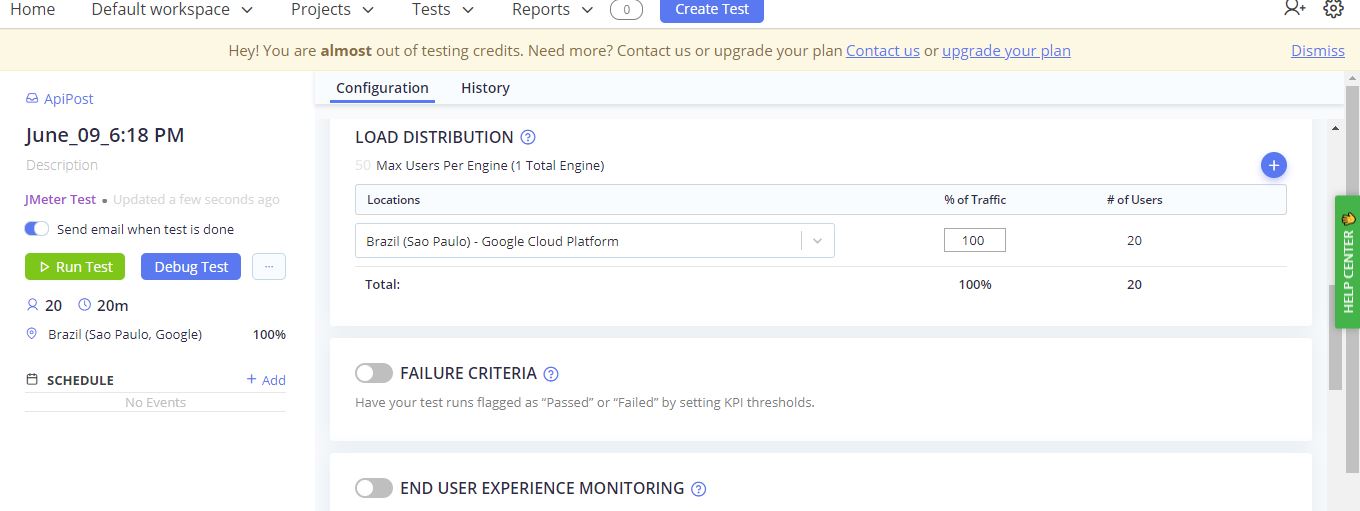 Home Default workspace Projects Tests Reports 0 Create Test
Hey! You are almost out of testing credits. Need more? Contact us or upgrade your plan Contact us or upgrade your plan Dismiss
ApiPost
June_09_6:18 PM
Description
JMeter Test • Updated a few seconds ago
Send email when test is done
Run Test Debug Test ...
20 20m
Brazil (Sao Paulo, Google) 100%
SCHEDULE + Add
No Events
Configuration History
LOAD DISTRIBUTION ?
50 Max Users Per Engine (1 Total Engine) +
Locations % of Traffic # of Users
Brazil (Sao Paulo) - Google Cloud Platform 100 20
Total: 100% 20
FAILURE CRITERIA ?
Have your test runs flagged as “Passed” or “Failed” by setting KPI thresholds.
END USER EXPERIENCE MONITORING ?
HELP CENTER